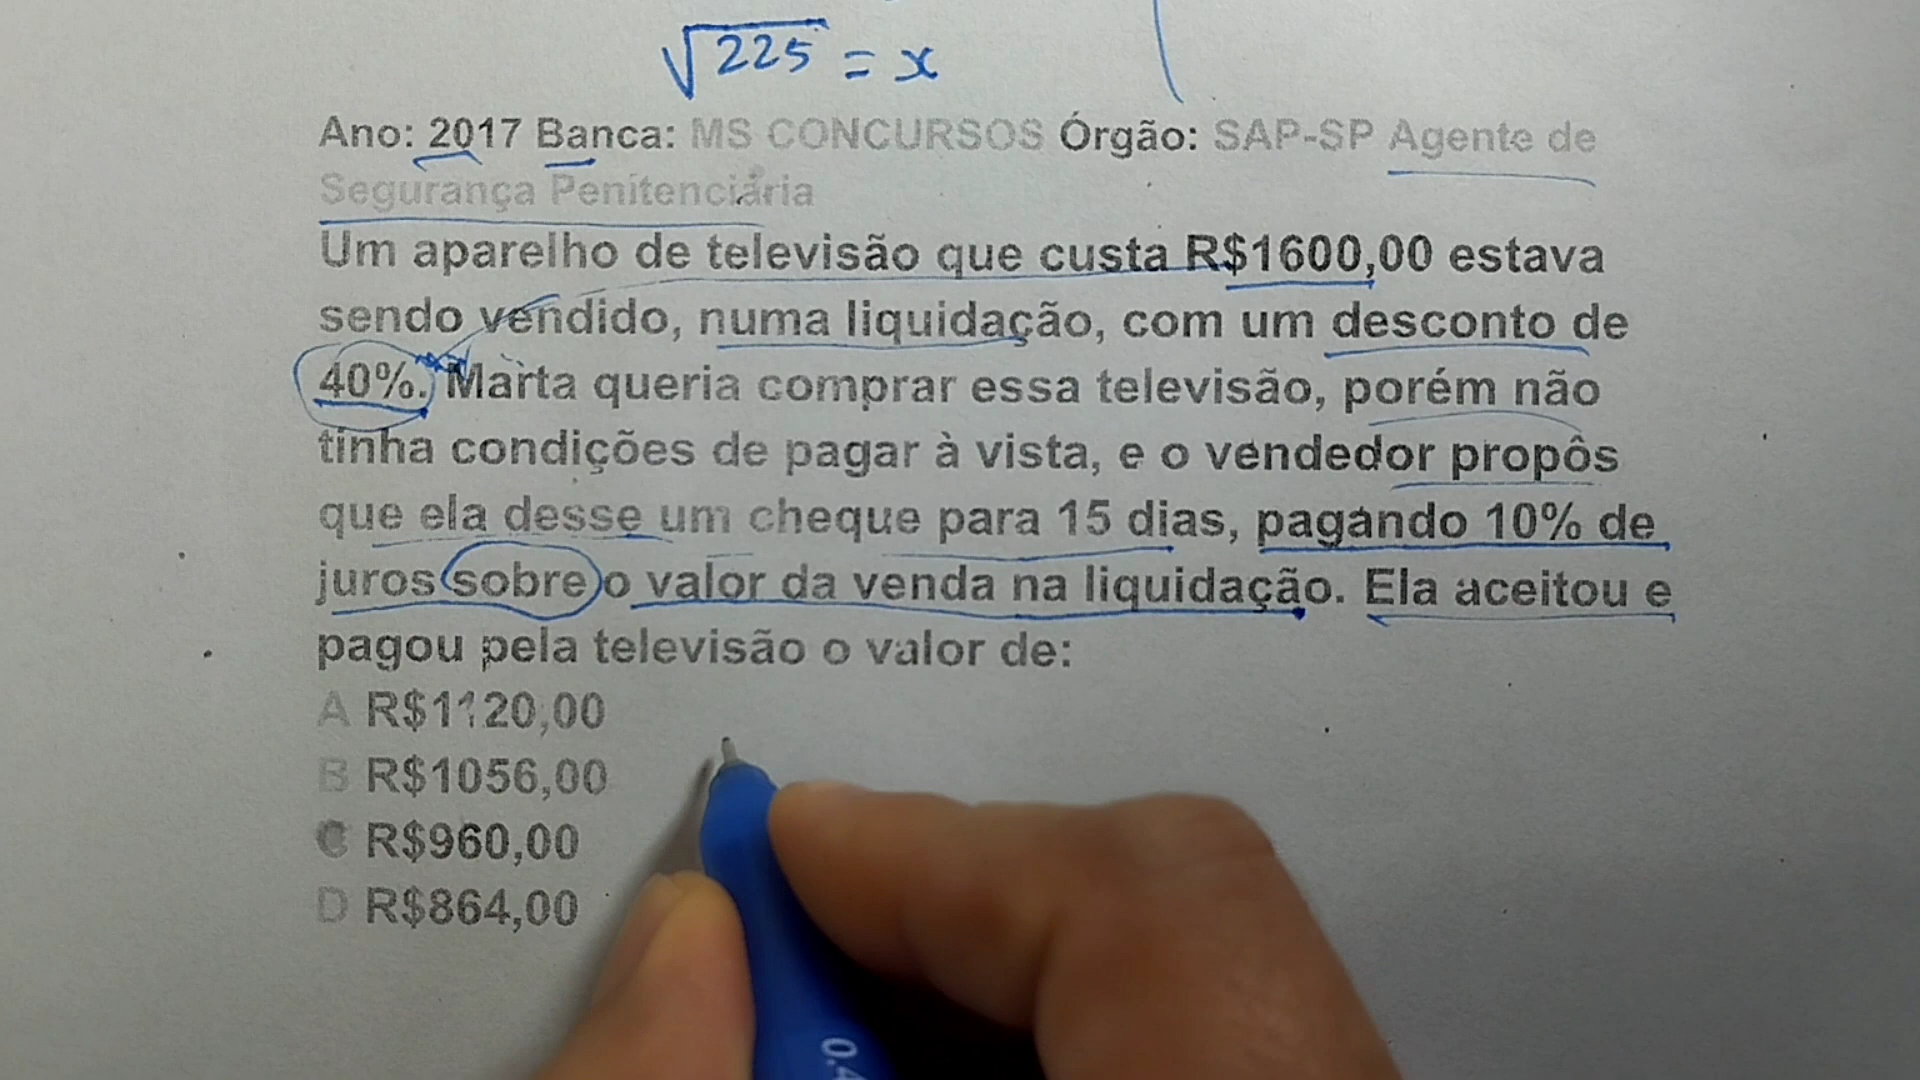 √225 = x
Ano: 2017 Banca: MS CONCURSOS Órgão: SAP-SP Agente de
Segurança Penitenciária
Um aparelho de televisão que custa R$1600,00 estava
sendo vendido, numa liquidação, com um desconto de
40%. Marta queria comprar essa televisão, porém não
tinha condições de pagar à vista, e o vendedor propôs
que ela desse um cheque para 15 dias, pagando 10% de
juros sobre o valor da venda na liquidação. Ela aceitou e
pagou pela televisão o valor de:
A R$1120,00
B R$1056,00
C R$960,00
D R$864,00